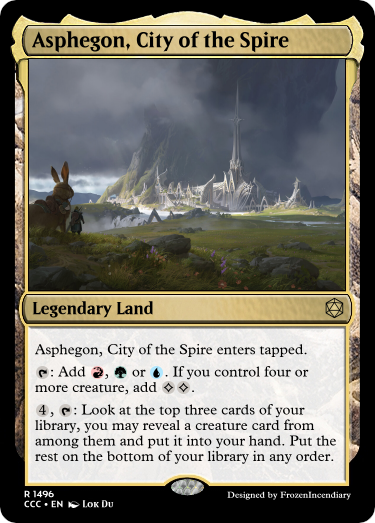 Asphegon, City of the Spire
Legendary Land
Asphegon, City of the Spire enters tapped.
: Add , or . If you control four or
more creature, add .
4, : Look at the top three cards of your
library, you may reveal a creature card from
among them and put it into your hand. Put the
rest on the bottom of your library in any order.
R 1496
CCC • EN Lok Du
Designed by FrozenIncendiary